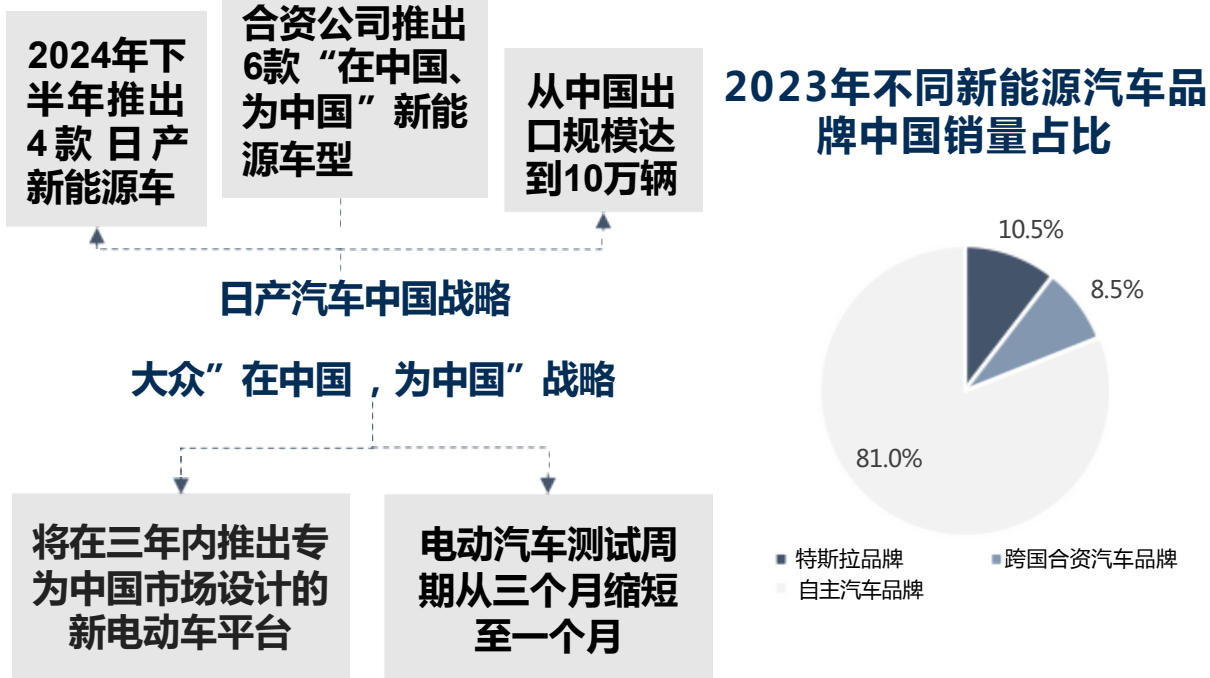 2024年下
半年推出
4款日产
新能源车
合资公司推出
6款“在中国、
为中国”新能
源车型
从中国出
口规模达
到10万辆
日产汽车中国战略
大众”在中国，为中国”战略
将在三年内推出专
为中国市场设计的
新电动车平台
电动汽车测试周
期从三个月缩短
至一个月
2023年不同新能源汽车品
牌中国销量占比
10.5%
8.5%
81.0%
特斯拉品牌
跨国合资汽车品牌
自主汽车品牌